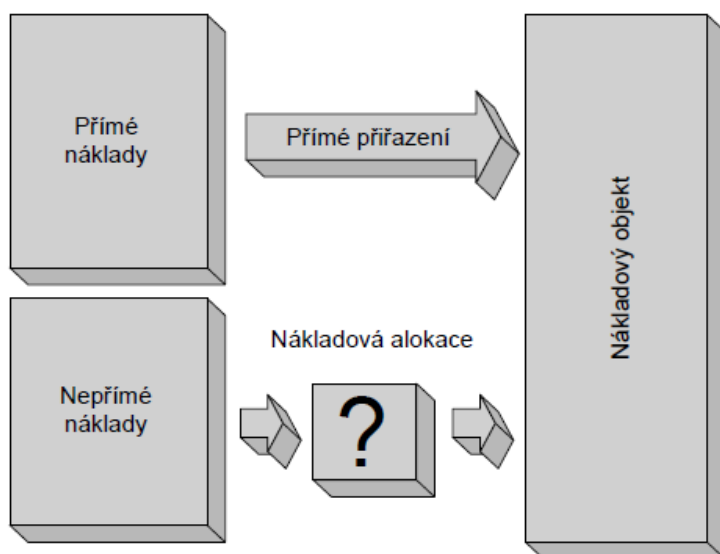 Přímé
náklady
Přímé přiřazení
Nákladový objekt
Nákladová alokace
Nepřímé
náklady
?